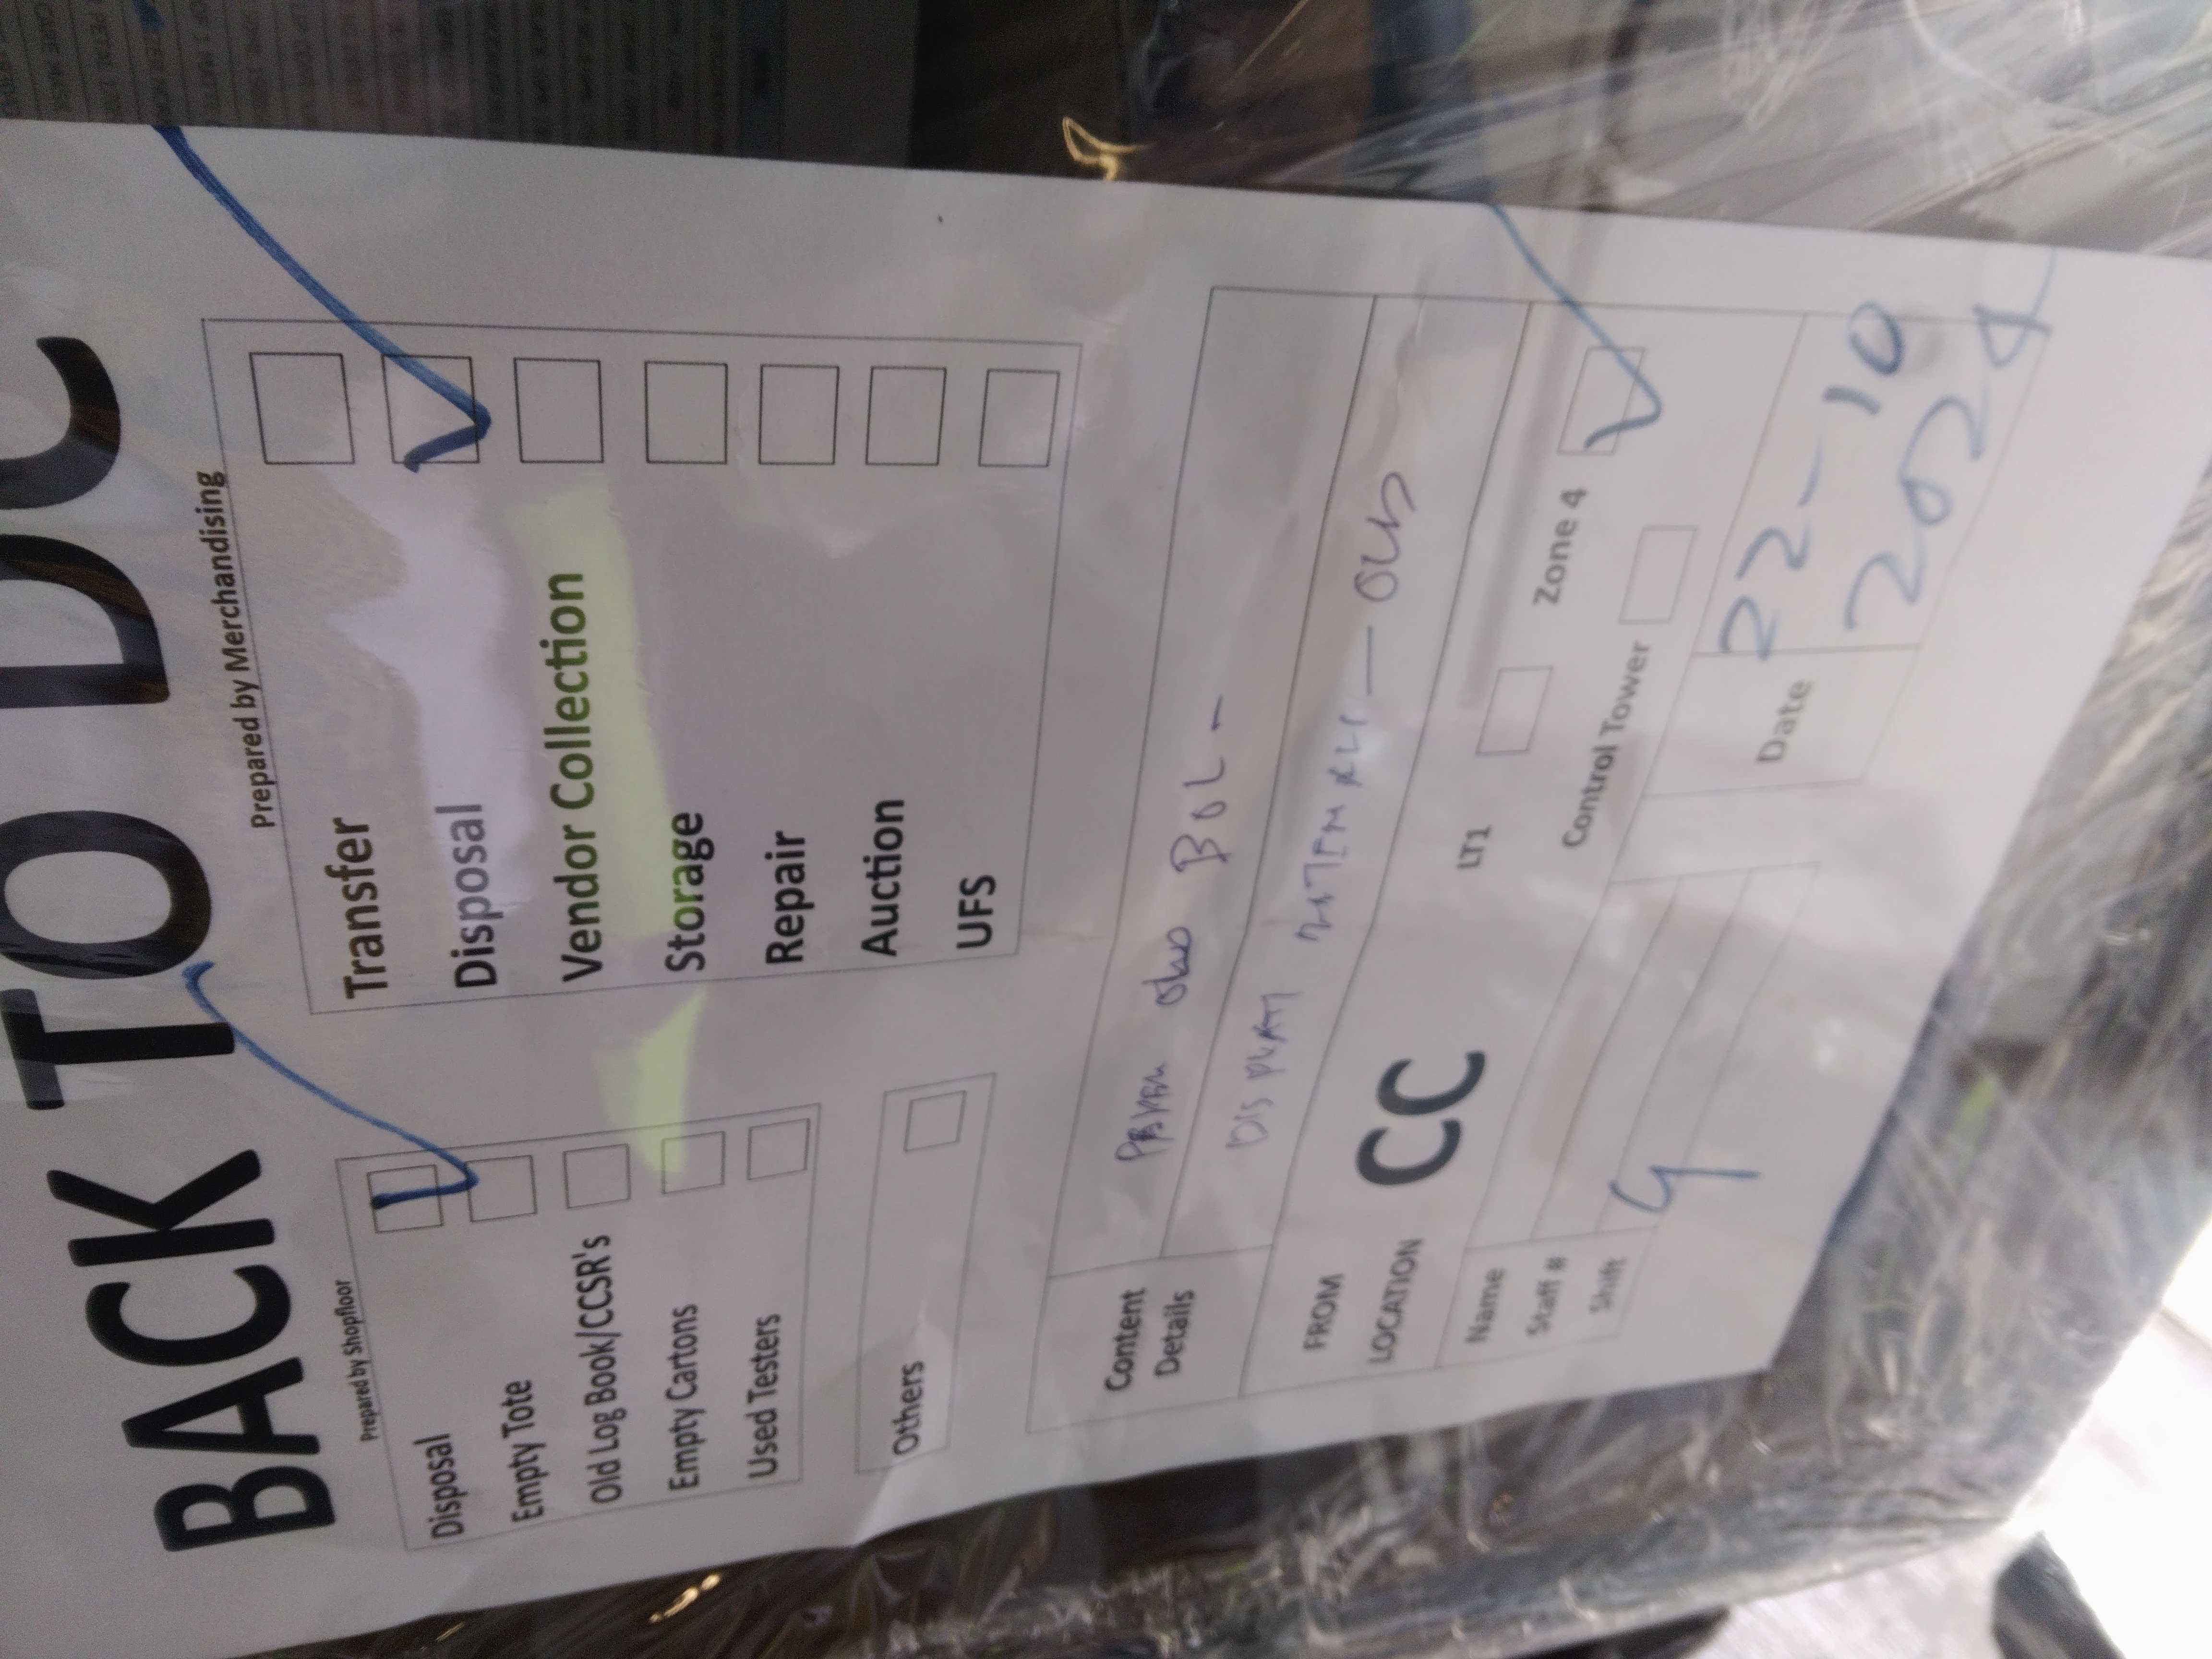 BACK TO DC
Prepared by Shopfloor
Disposal
Empty Tote
Old Log Book/CCSR's
Empty Cartons
Used Testers
Others
Prepared by Merchandising
Transfer
Disposal
Vendor Collection
Storage
Repair
Auction
UFS
Content Details
BOL -
- OLD
FROM LOCATION
CC
LT1
Zone 4
Control Tower
Name
Staff #
Shift
Date
22-10
2024